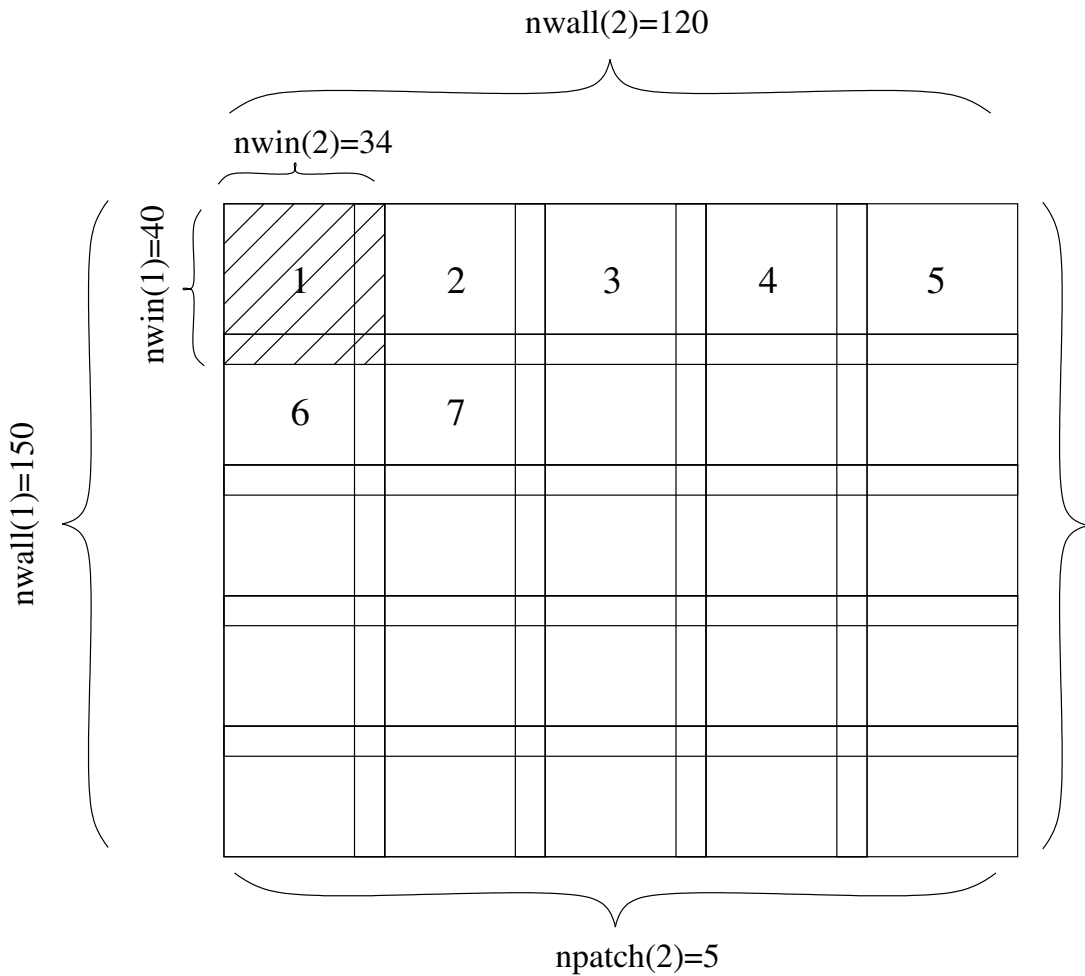 nwall(2)=120
nwin(2)=34
nwin(1)=40
nwall(1)=150
1 2 3 4 5
6 7
npatch(2)=5